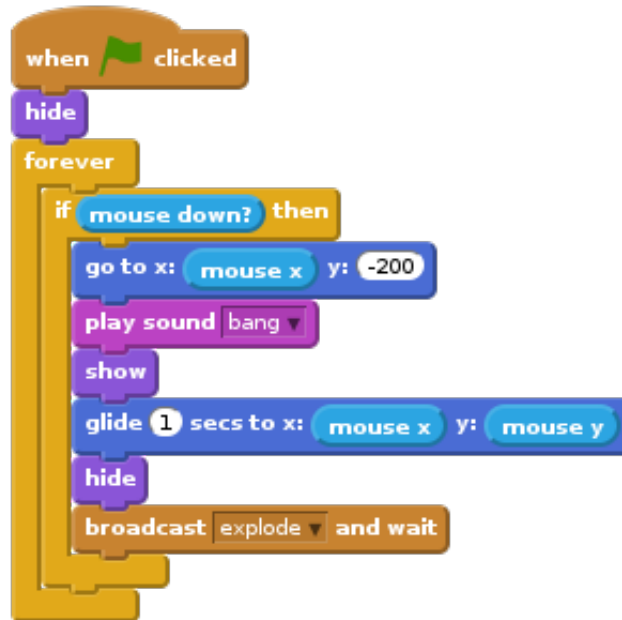 when clicked
hide
forever
if mouse down? then
go to x: mouse x y: -200
play sound bang
show
glide 1 secs to x: mouse x y: mouse y
hide
broadcast explode and wait